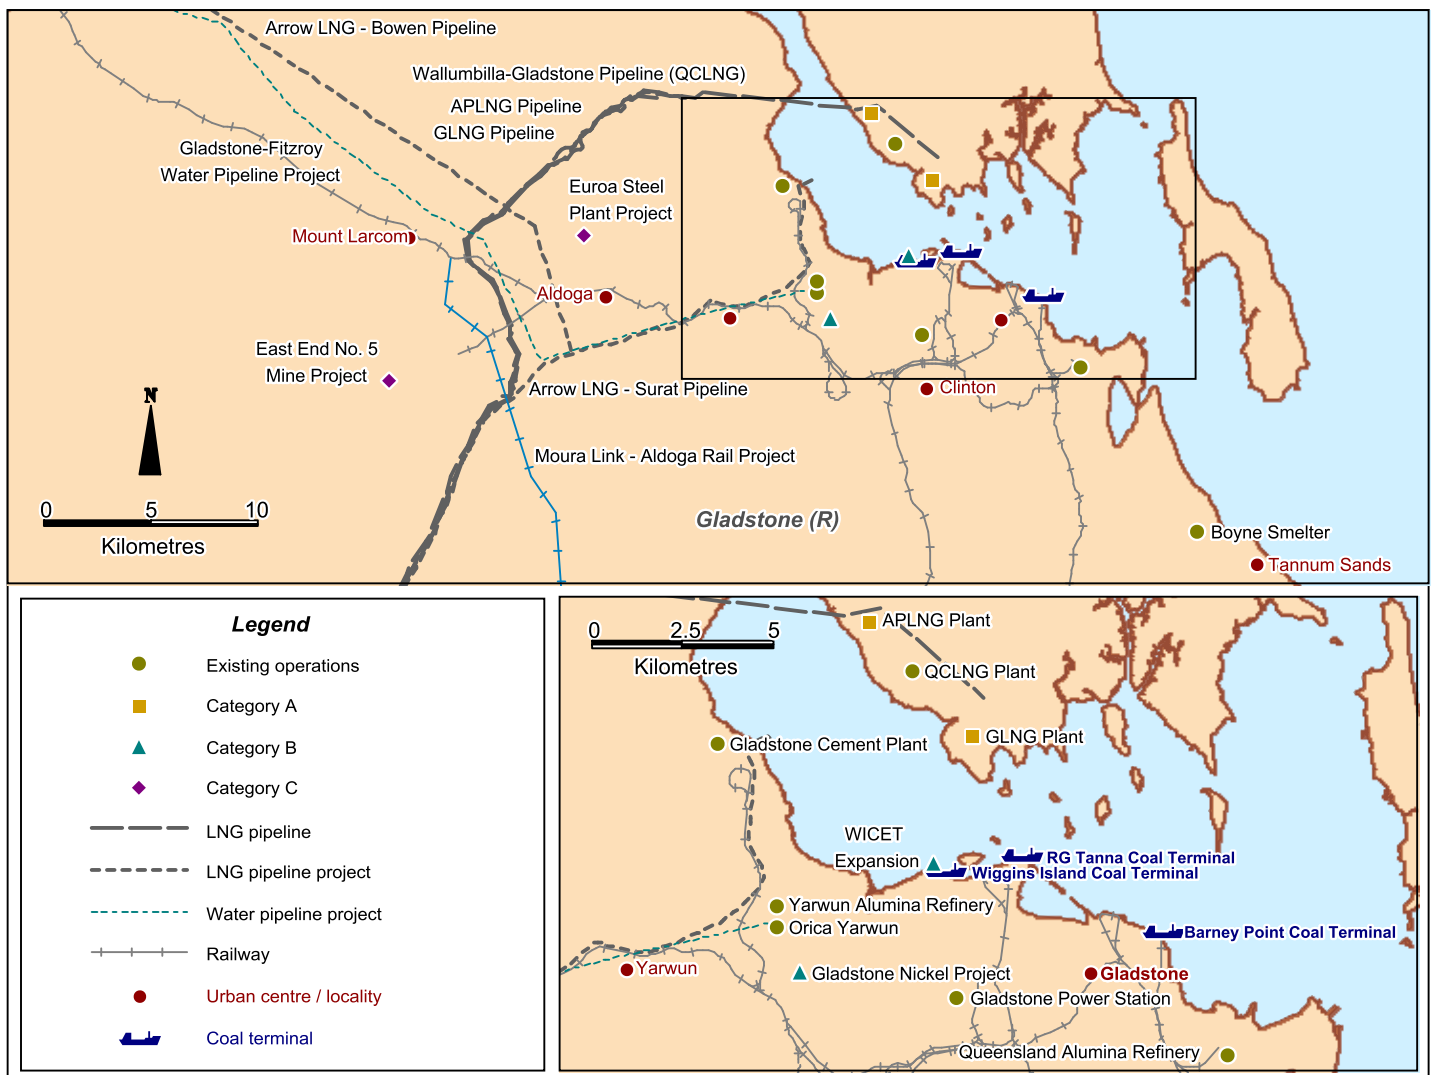 Arrow LNG - Bowen Pipeline
Wallumbilla-Gladstone Pipeline (QCLNG)
APLNG Pipeline
GLNG Pipeline
Gladstone-Fitzroy
Water Pipeline Project
Euroa Steel
Plant Project
Mount Larcom
Aldoga
East End No. 5
Mine Project
Arrow LNG - Surat Pipeline
Clinton
N
Moura Link - Aldoga Rail Project
0 5 10
Kilometres
Gladstone (R)
Boyne Smelter
Tannum Sands
Legend
Existing operations
Category A
Category B
Category C
LNG pipeline
LNG pipeline project
Water pipeline project
Railway
Urban centre / locality
Coal terminal
0 2.5 5
Kilometres
APLNG Plant
QCLNG Plant
GLNG Plant
Gladstone Cement Plant
WICET
Expansion
RG Tanna Coal Terminal
Wiggins Island Coal Terminal
Yarwun Alumina Refinery
Orica Yarwun
Barney Point Coal Terminal
Yarwun
Gladstone Nickel Project
Gladstone
Gladstone Power Station
Queensland Alumina Refinery